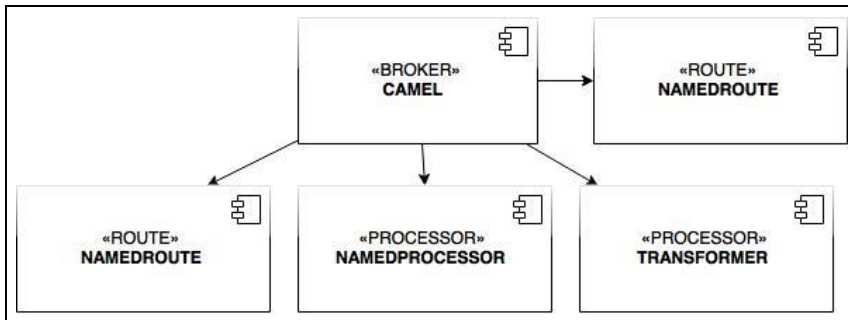 «BROKER»
CAMEL
«ROUTE»
NAMEDROUTE
«ROUTE»
NAMEDROUTE
«PROCESSOR»
NAMEDPROCESSOR
«PROCESSOR»
TRANSFORMER